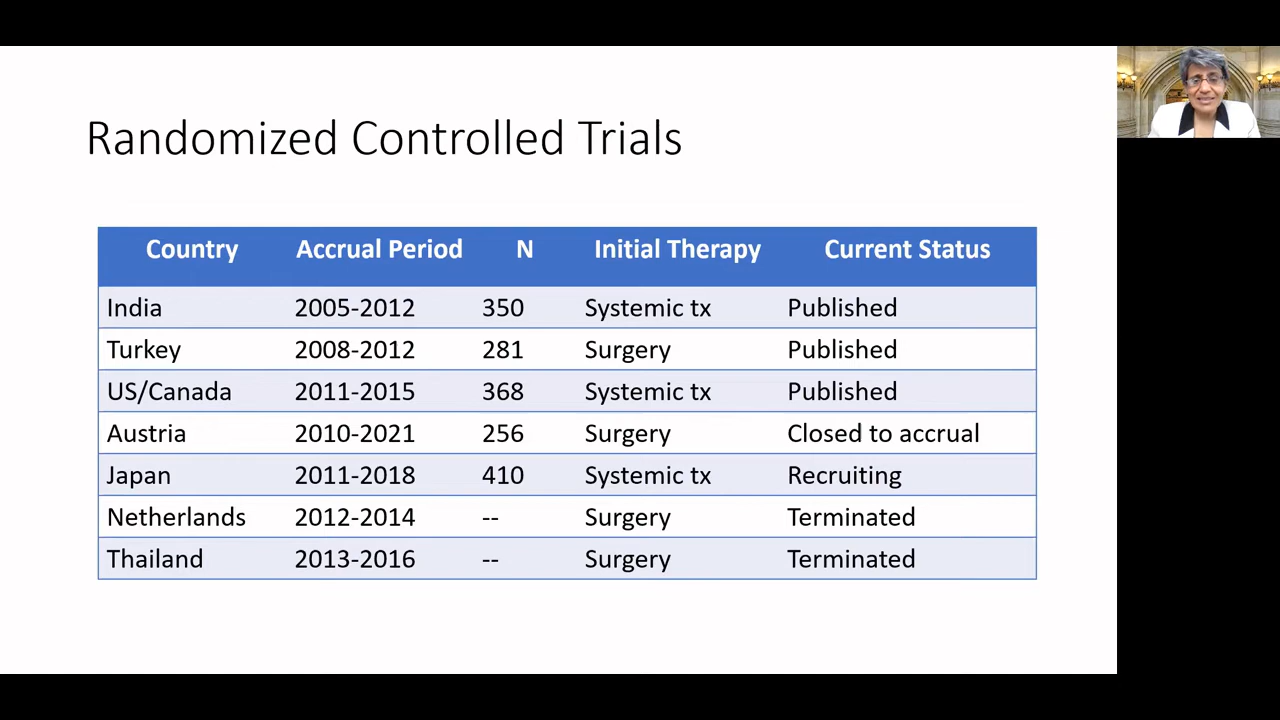 Randomized Controlled Trials
Country Accrual Period N Initial Therapy Current Status
India 2005-2012 350 Systemic tx Published
Turkey 2008-2012 281 Surgery Published
US/Canada 2011-2015 368 Systemic tx Published
Austria 2010-2021 256 Surgery Closed to accrual
Japan 2011-2018 410 Systemic tx Recruiting
Netherlands 2012-2014 -- Surgery Terminated
Thailand 2013-2016 -- Surgery Terminated